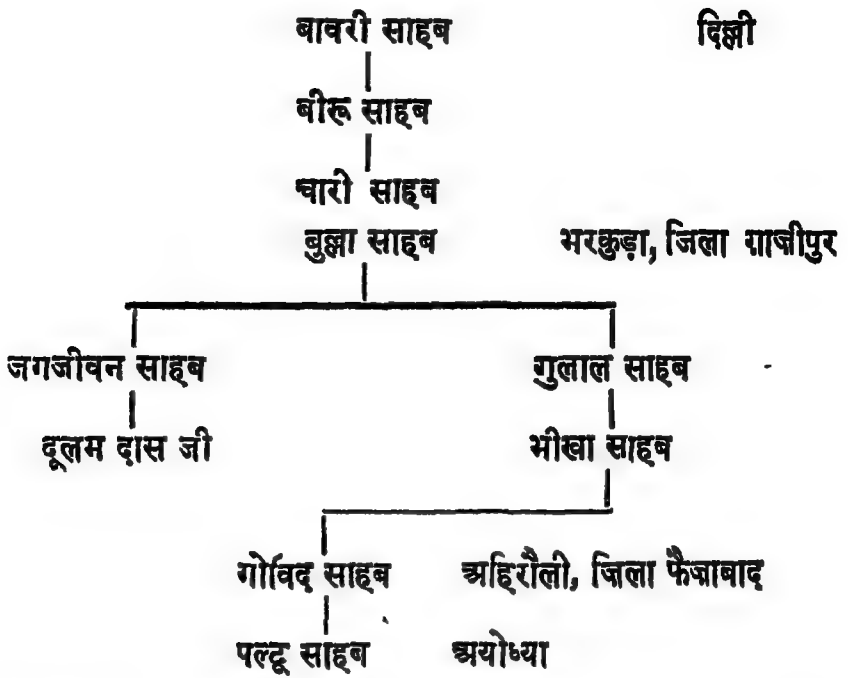 बावरी साहब दिल्ली
बीरू साहब
चारी साहब
बुल्ला साहब भरकुड़ा, जिला ग़ाज़ीपुर
जगजीवन साहब गुलाल साहब
दूलम दास जी भीखा साहब
गोविंद साहब अहिरौली, जिला फैज़ाबाद
पल्टू साहब अयोध्या